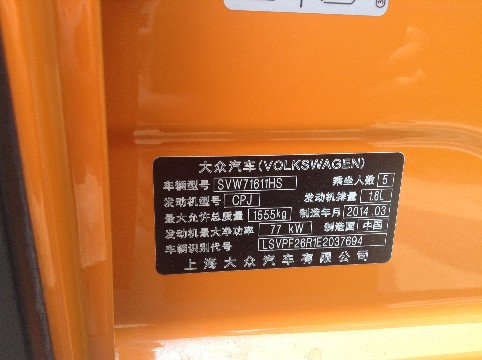 大众汽车(VOLKSWAGEN)
车辆型号 SVW71611HS 乘坐人数 5
发动机型号 CPJ 发动机排量 1.6L
最大允许总质量 1555kg 制造年月 2014.03
发动机最大净功率 77 kW 制造国 中国
车辆识别代号 LSVPF26R1E2037694
上海大众汽车有限公司